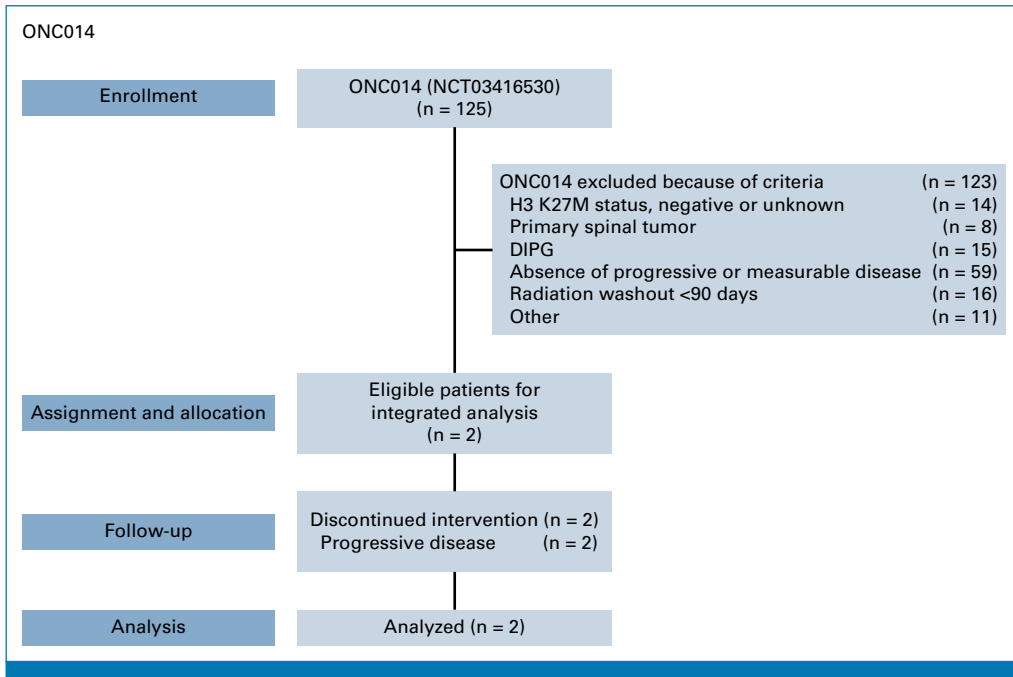 ONC014
Enrollment
ONC014 (NCT03416530)
(n = 125)
ONC014 excluded because of criteria (n = 123)
H3 K27M status, negative or unknown (n = 14)
Primary spinal tumor (n = 8)
DIPG (n = 15)
Absence of progressive or measurable disease (n = 59)
Radiation washout <90 days (n = 16)
Other (n = 11)
Assignment and allocation
Eligible patients for
integrated analysis
(n = 2)
Follow-up
Discontinued intervention (n = 2)
Progressive disease (n = 2)
Analysis
Analyzed (n = 2)